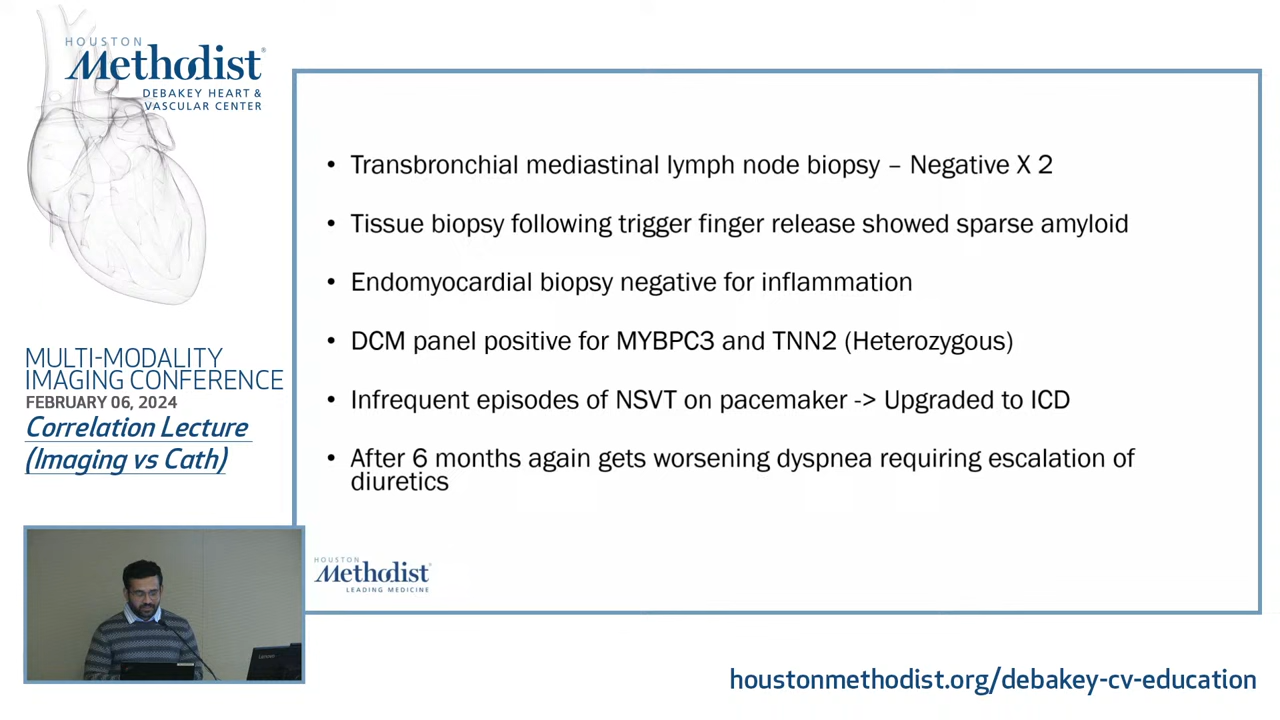 HOUSTON
Methodist®
DEBAKEY HEART &
VASCULAR CENTER
MULTI-MODALITY
IMAGING CONFERENCE
FEBRUARY 06, 2024
Correlation Lecture
(Imaging vs Cath)
• Transbronchial mediastinal lymph node biopsy – Negative X 2
• Tissue biopsy following trigger finger release showed sparse amyloid
• Endomyocardial biopsy negative for inflammation
• DCM panel positive for MYBPC3 and TNN2 (Heterozygous)
• Infrequent episodes of NSVT on pacemaker -> Upgraded to ICD
• After 6 months again gets worsening dyspnea requiring escalation of
diuretics
HOUSTON
Methodist®
LEADING MEDICINE
Lenovo
houstonmethodist.org/debakey-cv-education